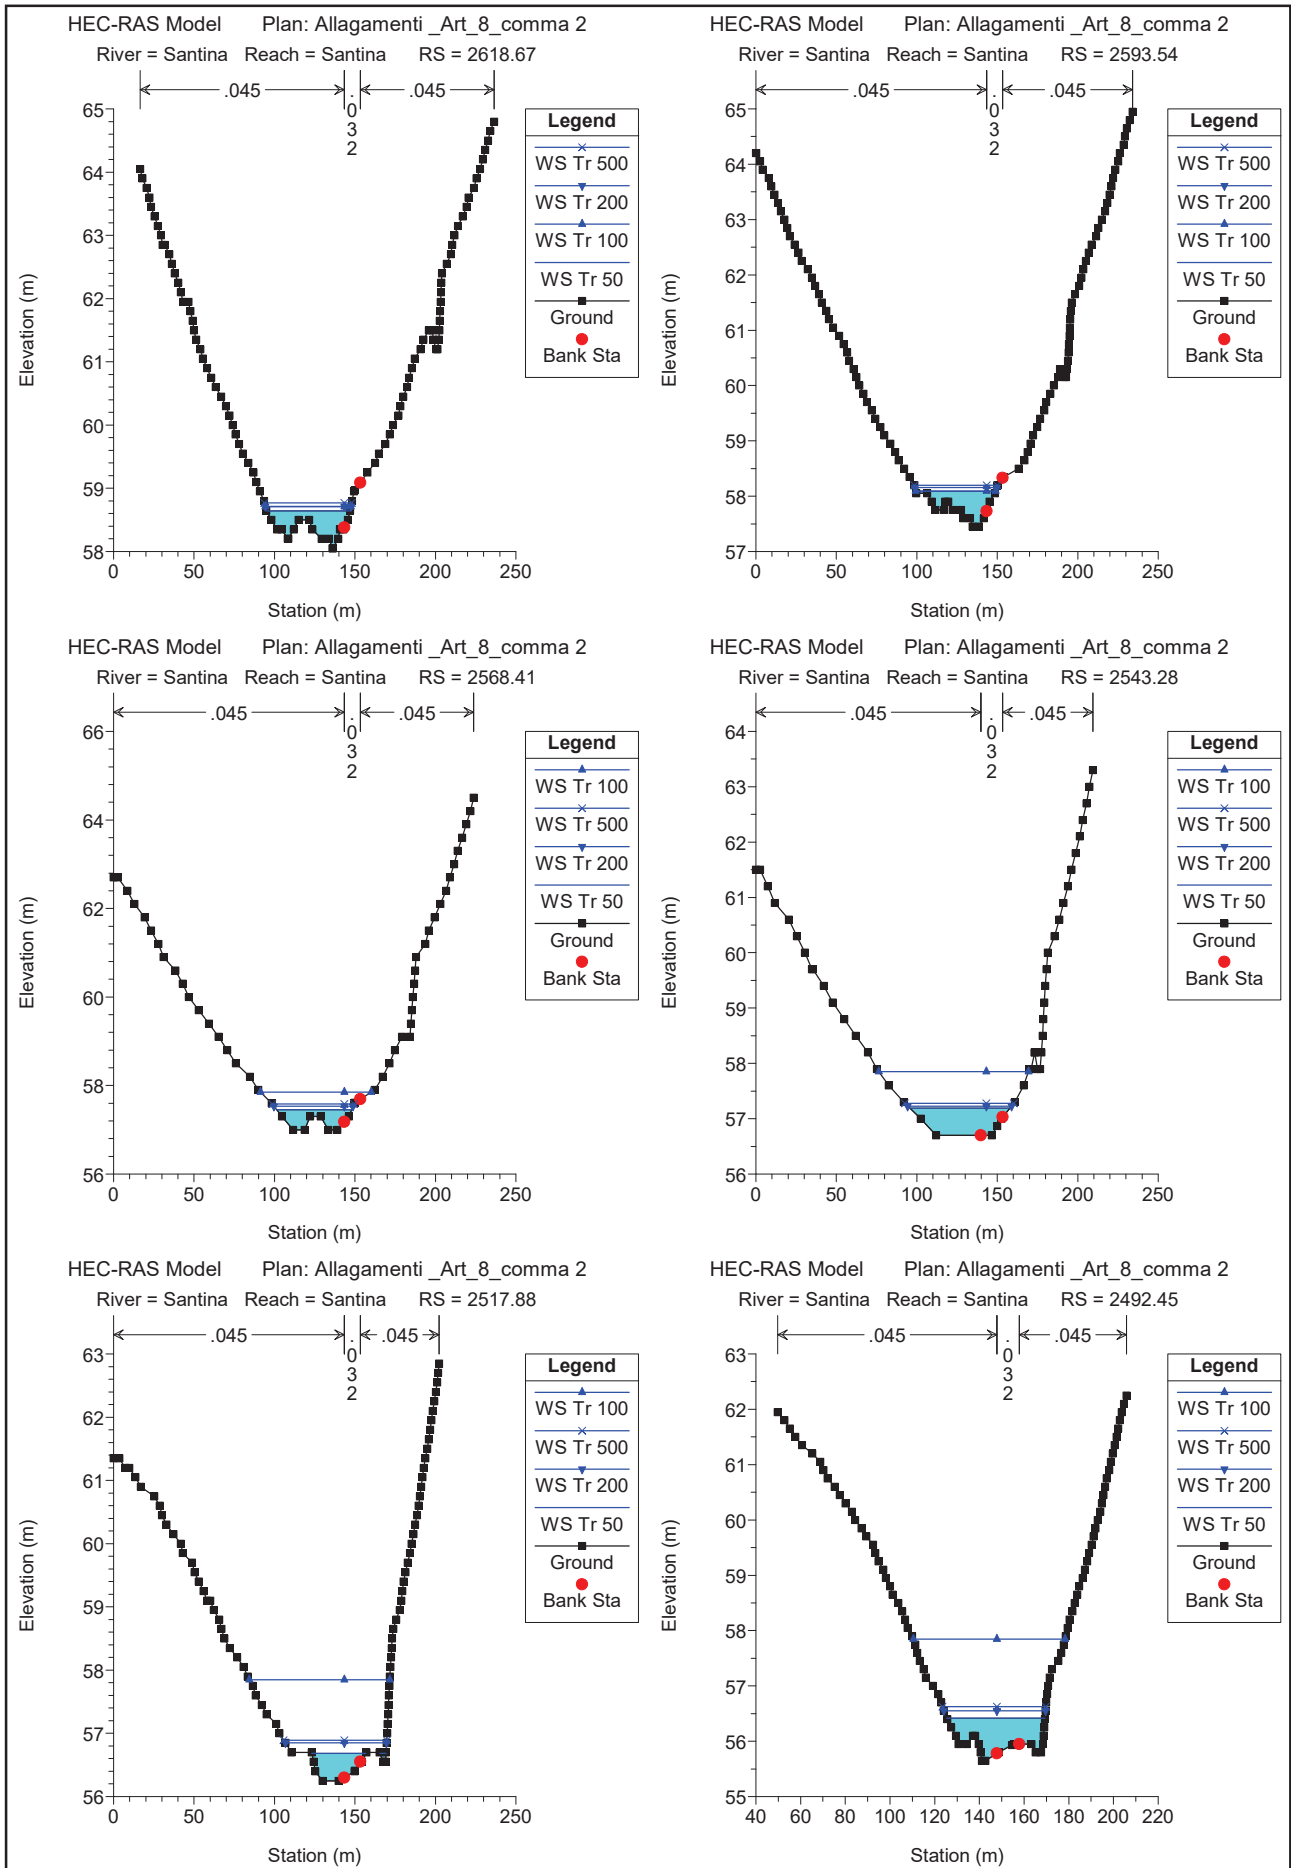 HEC-RAS Model Plan: Allagamenti _Art_8_comma 2
River = Santina Reach = Santina RS = 2618.67
.045
.032
.045
65
64
63
62
61
60
59
58
0 50 100 150 200 250
Station (m)
Elevation (m)
Legend
WS Tr 500
WS Tr 200
WS Tr 100
WS Tr 50
Ground
Bank Sta
HEC-RAS Model Plan: Allagamenti _Art_8_comma 2
River = Santina Reach = Santina RS = 2593.54
.045
.032
.045
65
64
63
62
61
60
59
58
57
0 50 100 150 200 250
Station (m)
Elevation (m)
Legend
WS Tr 500
WS Tr 200
WS Tr 100
WS Tr 50
Ground
Bank Sta
HEC-RAS Model Plan: Allagamenti _Art_8_comma 2
River = Santina Reach = Santina RS = 2568.41
.045
.032
.045
66
64
62
60
58
56
0 50 100 150 200 250
Station (m)
Elevation (m)
Legend
WS Tr 100
WS Tr 500
WS Tr 200
WS Tr 50
Ground
Bank Sta
HEC-RAS Model Plan: Allagamenti _Art_8_comma 2
River = Santina Reach = Santina RS = 2543.28
.045
.032
.045
64
63
62
61
60
59
58
57
56
0 50 100 150 200 250
Station (m)
Elevation (m)
Legend
WS Tr 100
WS Tr 500
WS Tr 200
WS Tr 50
Ground
Bank Sta
HEC-RAS Model Plan: Allagamenti _Art_8_comma 2
River = Santina Reach = Santina RS = 2517.88
.045
.032
.045
63
62
61
60
59
58
57
56
0 50 100 150 200 250
Station (m)
Elevation (m)
Legend
WS Tr 100
WS Tr 500
WS Tr 200
WS Tr 50
Ground
Bank Sta
HEC-RAS Model Plan: Allagamenti _Art_8_comma 2
River = Santina Reach = Santina RS = 2492.45
.045
.032
.045
63
62
61
60
59
58
57
56
55
40 60 80 100 120 140 160 180 200 220
Station (m)
Elevation (m)
Legend
WS Tr 100
WS Tr 500
WS Tr 200
WS Tr 50
Ground
Bank Sta